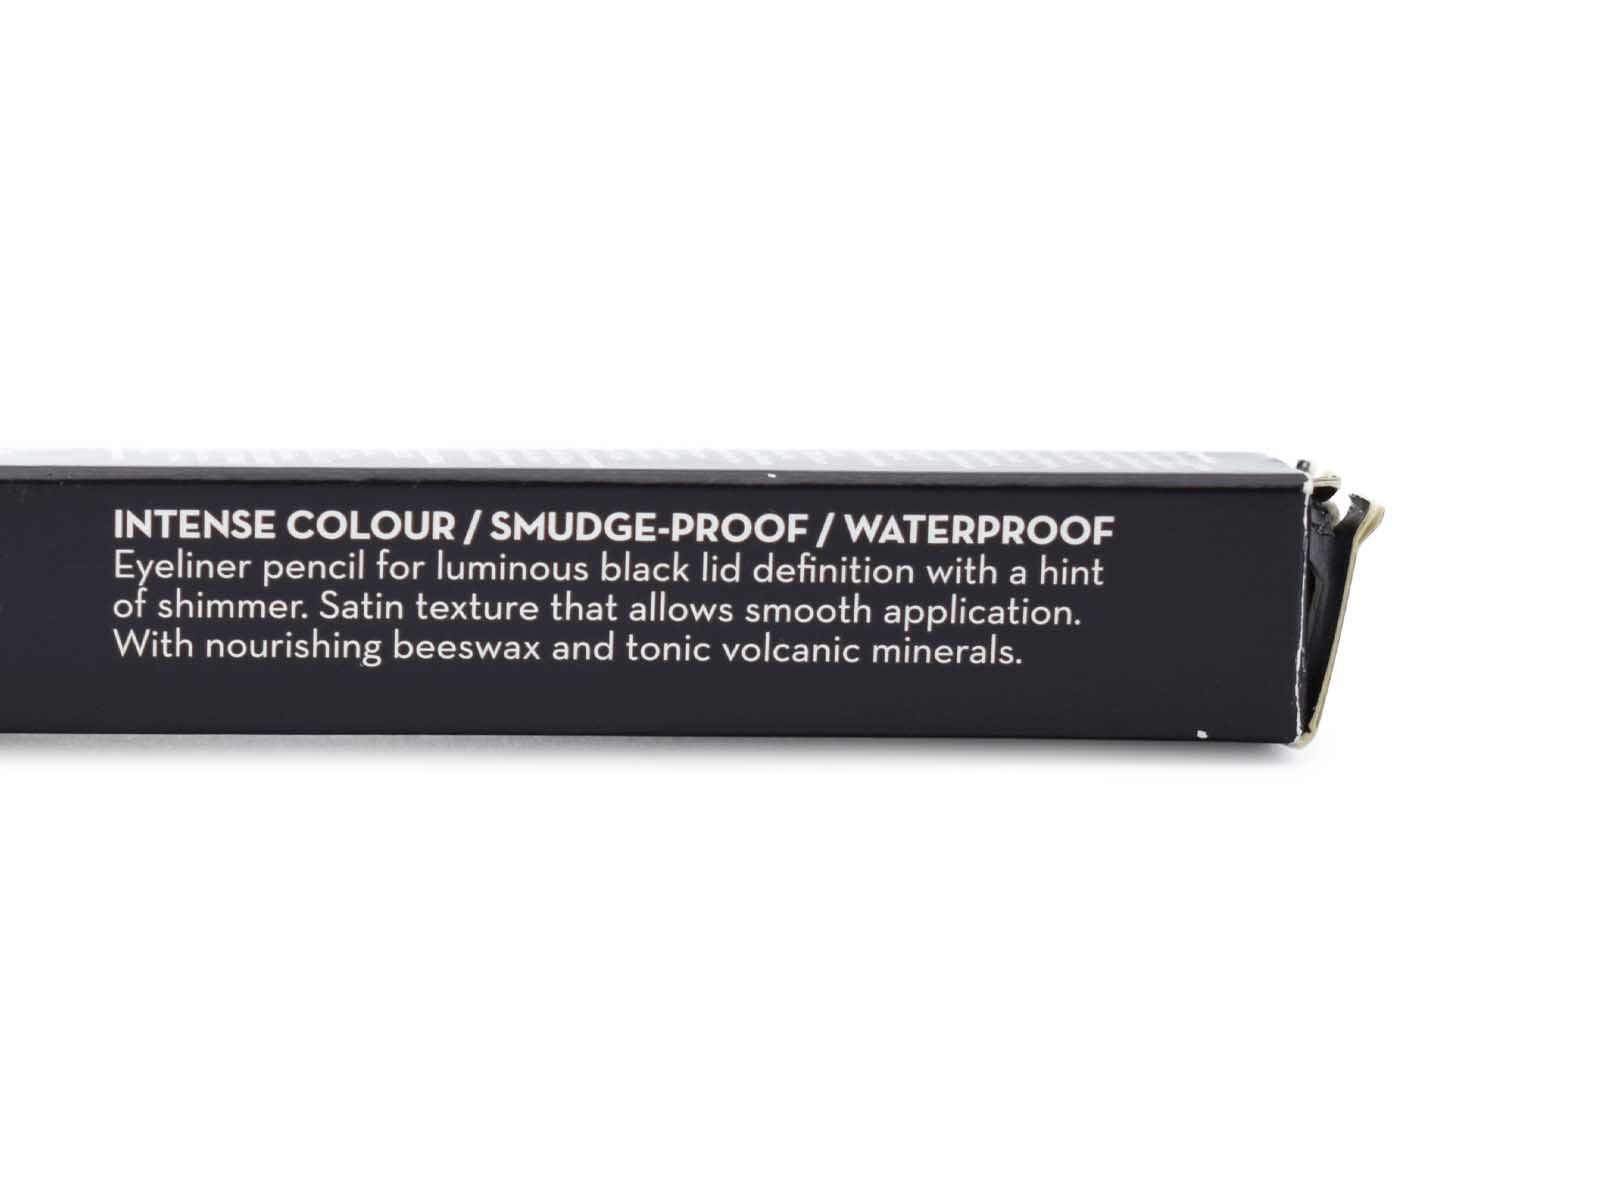 INTENSE COLOUR / SMUDGE-PROOF / WATERPROOF
Eyeliner pencil for luminous black lid definition with a hint
of shimmer. Satin texture that allows smooth application.
With nourishing beeswax and tonic volcanic minerals.